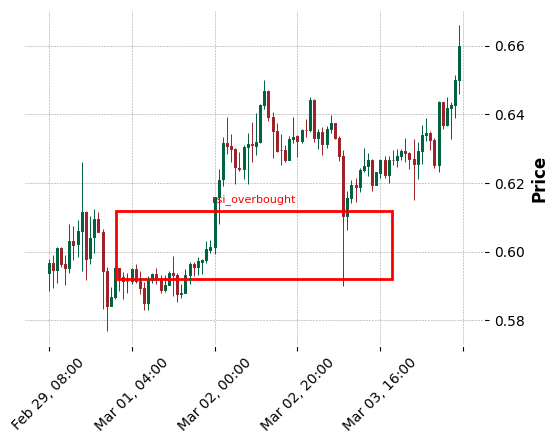 0.66
0.64
0.62
0.60
0.58
Price
si_overbought
Feb 29, 08:00
Mar 01, 04:00
Mar 02, 00:00
Mar 02, 20:00
Mar 03, 16:00